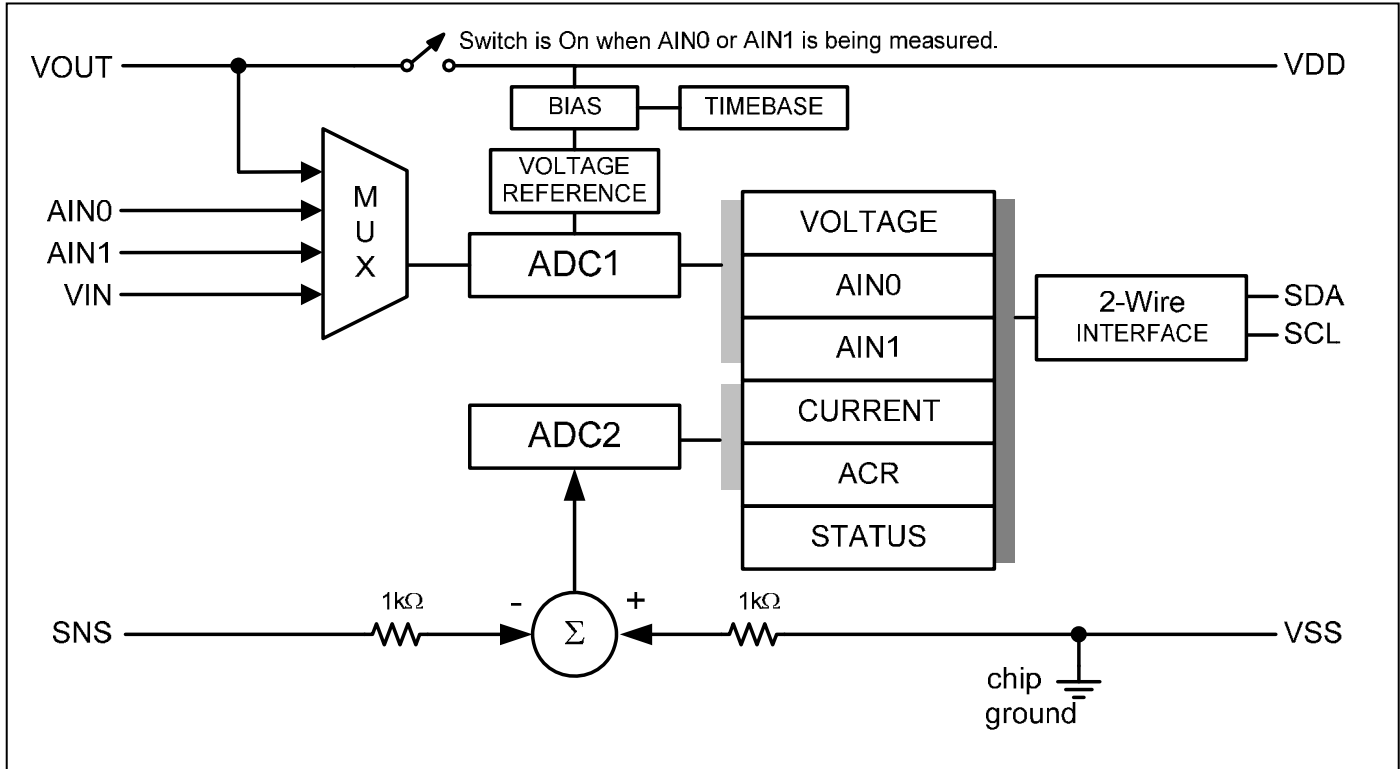 Switch is On when AIN0 or AIN1 is being measured.
VOUT
VDD
BIAS
TIMEBASE
VOLTAGE
REFERENCE
M
U
X
AIN0
AIN1
VIN
ADC1
VOLTAGE
AIN0
AIN1
CURRENT
ACR
STATUS
2-Wire
INTERFACE
SDA
SCL
ADC2
1kΩ
-
+
1kΩ
SNS
Σ
VSS
chip
ground